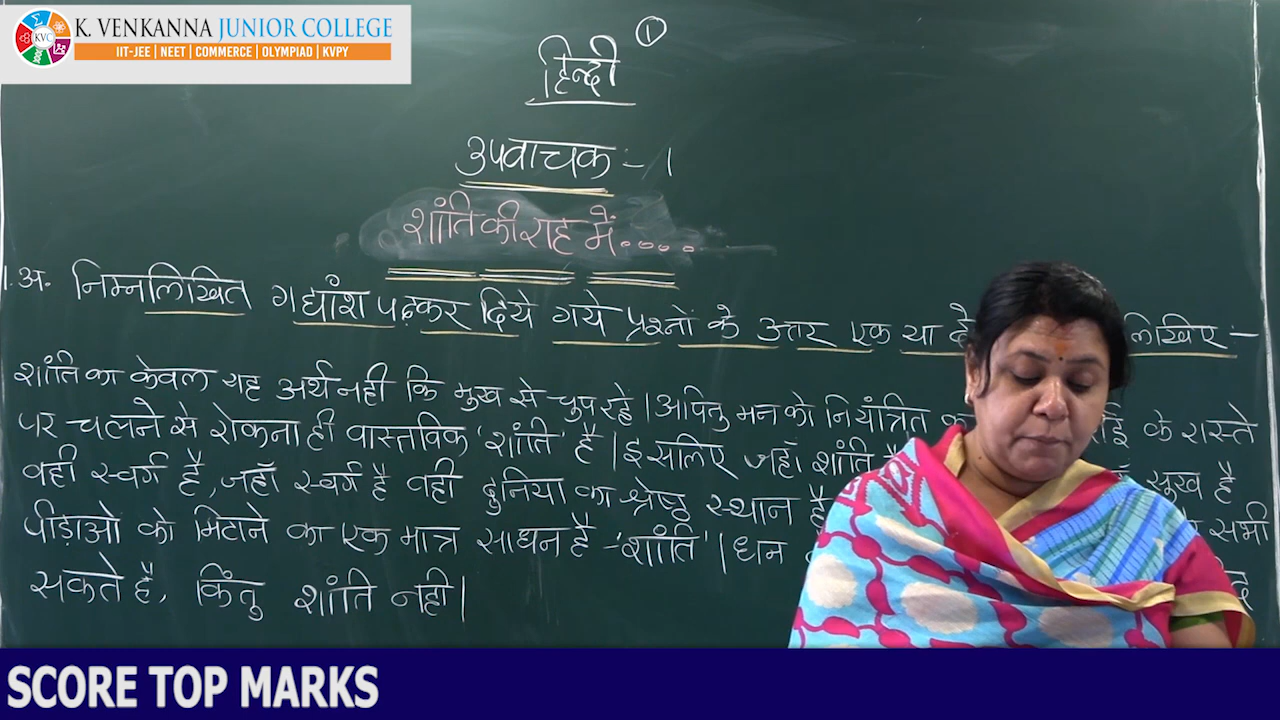 K. VENKANNA JUNIOR COLLEGE
KVC
IIT-JEE | NEET | COMMERCE | OLYMPIAD | KVPY
1
हिन्दी
उपवाचक :- 1
शांति की राह में.....
1.अ. निम्नलिखित गद्यांश पढ़कर दिये गये प्रश्नों के उत्तर एक या लिखिए :-
शांति का केवल यह अर्थ नही कि मुख से चुप रहें। अपितु मन को नियंत्रित के रास्ते
पर चलने से रोकना ही वास्तविक 'शांति' है। इसलिए जहाँ शांति सुख है
वही स्वर्ग है, जहाँ स्वर्ग है वही दुनिया का श्रेष्ठ स्थान है सभी
पीड़ाओ को मिटाने का एक मात्र साधन है - 'शांति'। धन
सकते है, किंतु शांति नही।
SCORE TOP MARKS